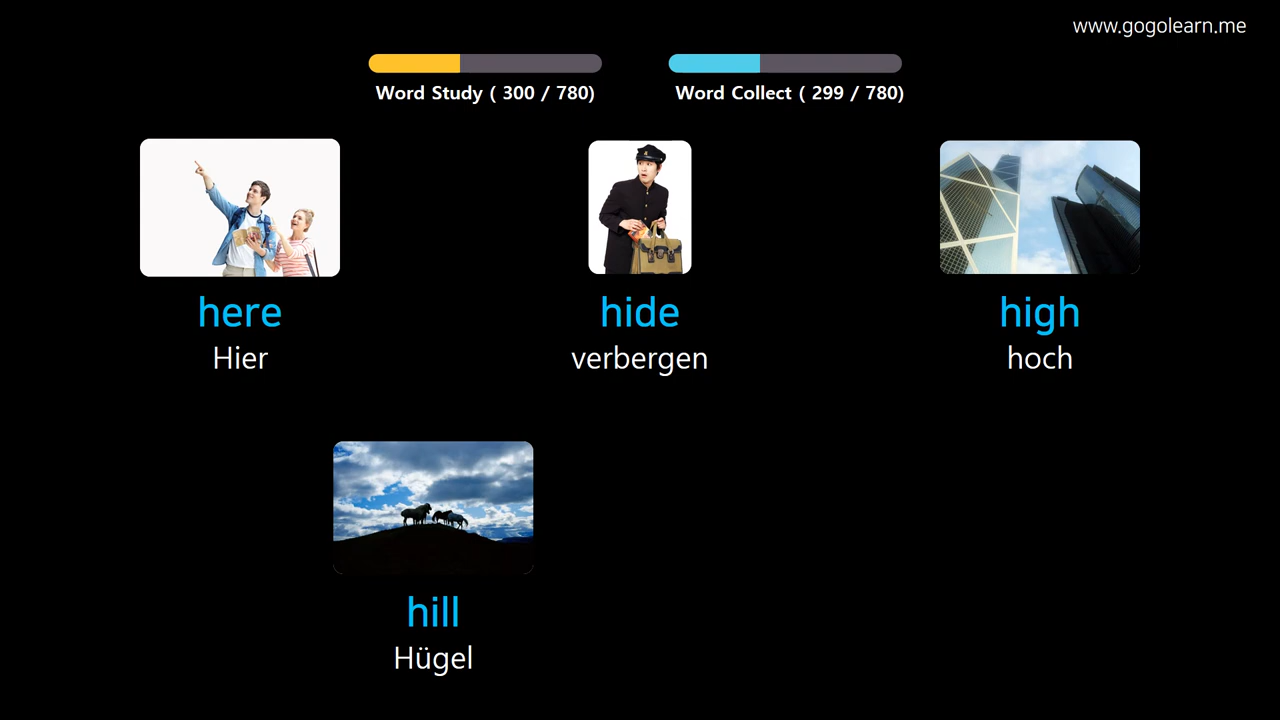 www.gogolearn.me
Word Study ( 300 / 780)
Word Collect ( 299 / 780)
here
Hier
hide
verbergen
high
hoch
hill
Hügel